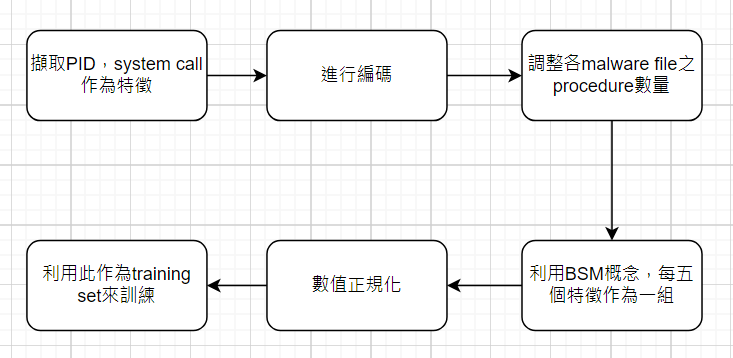 擷取PID，system call
作為特徵
進行編碼
調整各malware file之
procedure數量
利用BSM概念，每五
個特徵作為一組
數值正規化
利用此作為training
set來訓練